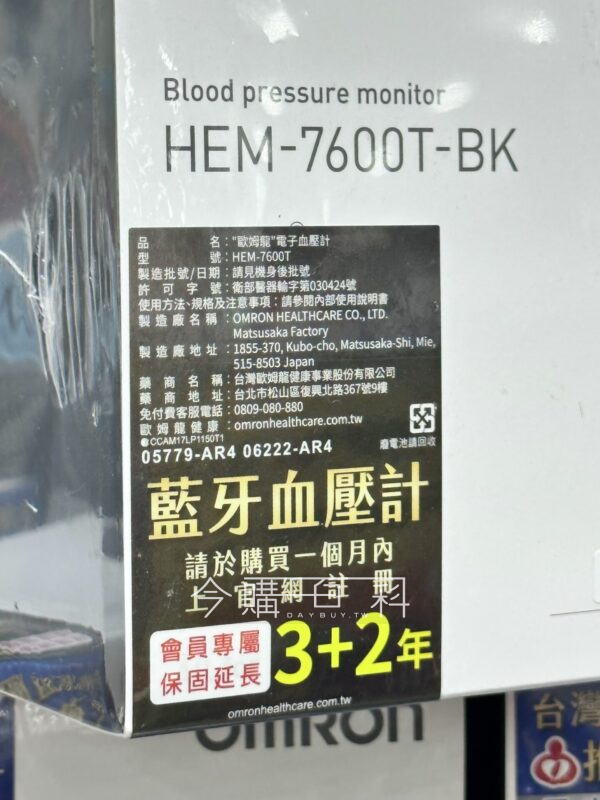 Blood pressure monitor
HEM-7600T-BK
品名："歐姆龍"電子血壓計
型號：HEM-7600T
製造批號/日期：請見機身後批號
許可字號：衛部醫器輸字第030424號
使用方法、規格及注意事項：請參閱內部使用說明書
製造廠名稱：OMRON HEALTHCARE CO., LTD.
Matsusaka Factory
製造廠地址：1855-370, Kubo-cho, Matsusaka-Shi, Mie,
515-8503 Japan
藥商名稱：台灣歐姆龍健康事業股份有限公司
藥商地址：台北市松山區復興北路367號9樓
免付費客服電話：0809-080-880
歐姆龍健康：omronhealthcare.com.tw
CCAM17LP1150T1
廢電池請回收
05779-AR4 06222-AR4
藍牙血壓計
請於購買一個月內
上官網註冊
今購百科
DAYBUY.TW
會員專屬
保固延長
3+2年
omronhealthcare.com.tw
OMRON
台灣